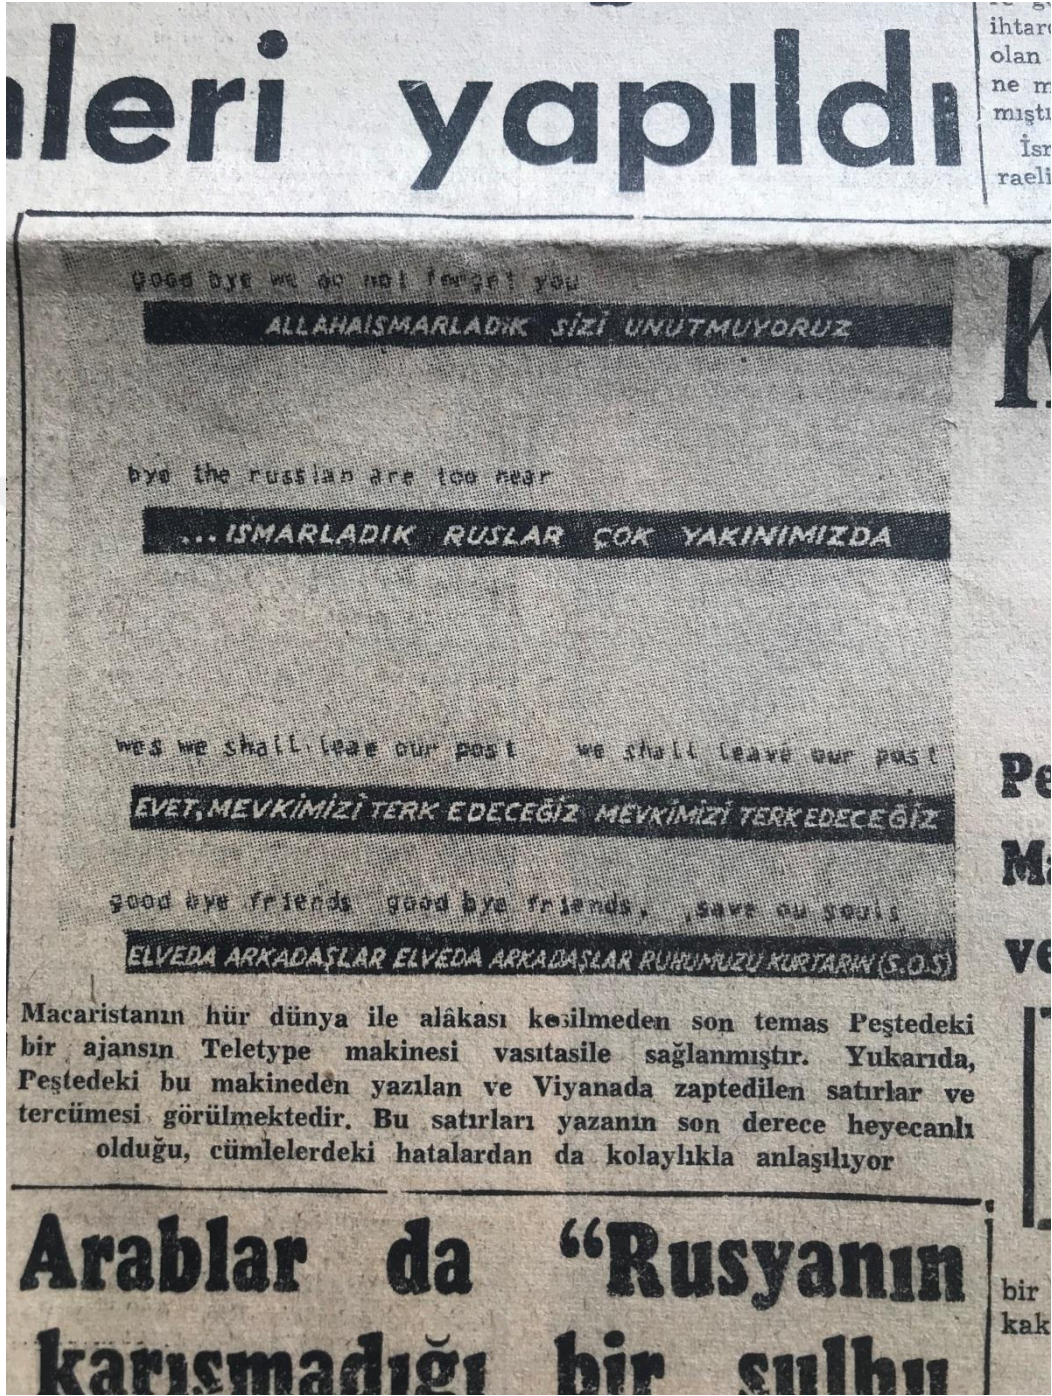 yapıldı
ihtar
olan
ne m
mıştı
İsr
raeli
good bye we do not forget you
ALLAHAISMARLADIK SİZİ UNUTMUYORUZ
bye the russian are too near
...ISMARLADIK RUSLAR ÇOK YAKINIMIZDA
wes we shall leae our post we shall leave our post
EVET, MEVKİMİZİ TERK EDECEĞİZ MEVKİMİZİ TERK EDECEĞİZ
good bye friends good bye friends, ,save ou souls
ELVEDA ARKADAŞLAR ELVEDA ARKADAŞLAR RUHUMUZU KURTARIN (S.O.S)
Macaristanın hür dünya ile alâkası kesilmeden son temas Peştedeki
bir ajansın Teletype makinesi vasıtasile sağlanmıştır. Yukarıda,
Peştedeki bu makineden yazılan ve Viyanada zaptedilen satırlar ve
tercümesi görülmektedir. Bu satırları yazanın son derece heyecanlı
olduğu, cümlelerdeki hatalardan da kolaylıkla anlaşılıyor
Arablar da “Rusyanın
karışmadığı bir sulhu
K
Pe
Ma
ve
bir
kak